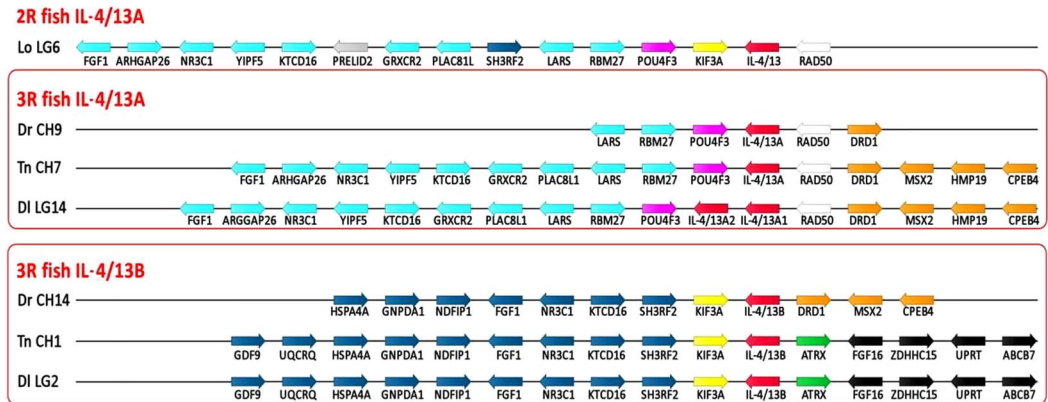 2R fish IL-4/13A
Lo LG6
FGF1 ARHGAP26 NR3C1 YIPF5 KTCD16 PRELID2 GRXCR2 PLAC81L SH3RF2 LARS RBM27 POU4F3 KIF3A IL-4/13 RAD50
3R fish IL-4/13A
Dr CH9
LARS RBM27 POU4F3 IL-4/13A RAD50 DRD1
Tn CH7
FGF1 ARHGAP26 NR3C1 YIPF5 KTCD16 GRXCR2 PLAC8L1 LARS RBM27 POU4F3 IL-4/13A RAD50 DRD1 MSX2 HMP19 CPEB4
Dl LG14
FGF1 ARGGAP26 NR3C1 YIPF5 KTCD16 GRXCR2 PLAC8L1 LARS RBM27 POU4F3 IL-4/13A2 IL-4/13A1 RAD50 DRD1 MSX2 HMP19 CPEB4
3R fish IL-4/13B
Dr CH14
HSPA4A GNPDA1 NDFIP1 FGF1 NR3C1 KTCD16 SH3RF2 KIF3A IL-4/13B DRD1 MSX2 CPEB4
Tn CH1
GDF9 UQCRQ HSPA4A GNPDA1 NDFIP1 FGF1 NR3C1 KTCD16 SH3RF2 KIF3A IL-4/13B ATRX FGF16 ZDHHC15 UPRT ABCB7
Dl LG2
GDF9 UQCRQ HSPA4A GNPDA1 NDFIP1 FGF1 NR3C1 KTCD16 SH3RF2 KIF3A IL-4/13B ATRX FGF16 ZDHHC15 UPRT ABCB7